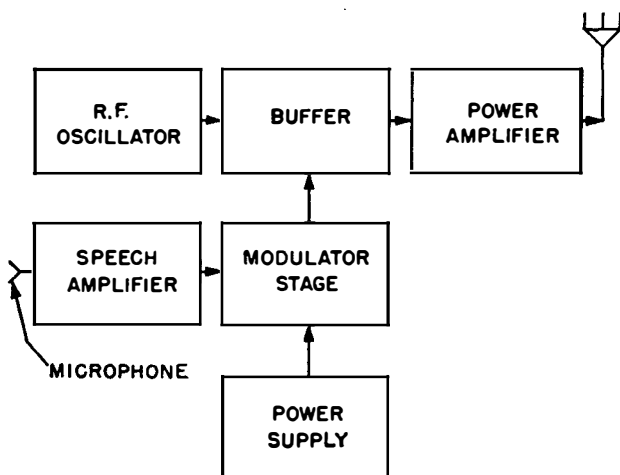 R.F.
OSCILLATOR
BUFFER
POWER
AMPLIFIER
SPEECH
AMPLIFIER
MODULATOR
STAGE
MICROPHONE
POWER
SUPPLY